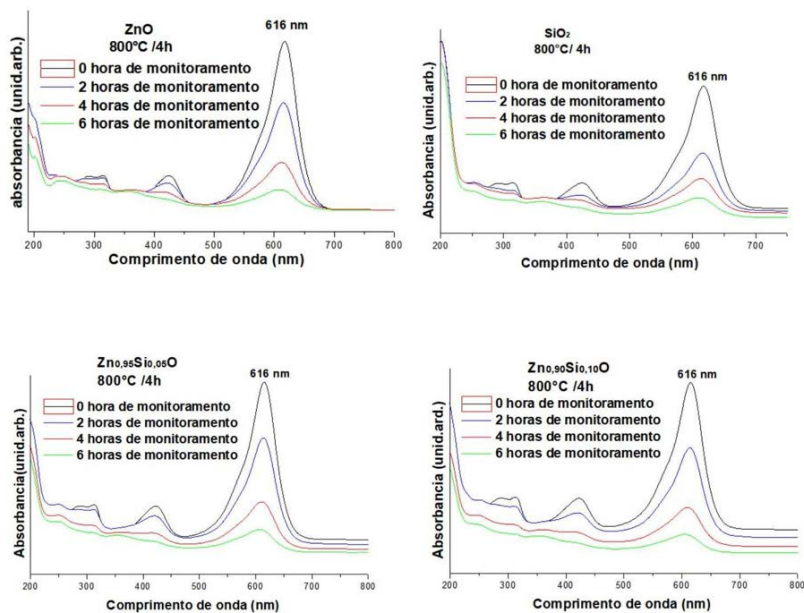 ZnO
800ºC /4h
616 nm
0 hora de monitoramento
2 horas de monitoramento
4 horas de monitoramento
6 horas de monitoramento
absorbancia (unid.arb.)
200 300 400 500 600 700 800
Comprimento de onda (nm)
SiO₂
800°C/ 4h
616 nm
0 hora de monitoramento
2 horas de monitoramento
4 horas de monitoramento
6 horas de monitoramento
Absorbancia (unid.arb.)
200 300 400 500 600 700
Comprimento de onda (nm)
Zn₀,₉₅Si₀,₀₅O
800°C /4h
616 nm
0 hora de monitoramento
2 horas de monitoramento
4 horas de monitoramento
6 horas de monitoramento
Absorbancia(unid.arb.)
200 300 400 500 600 700 800
Comprimento de onda (nm)
Zn₀,₉₀Si₀,₁₀O
800°C /4h
616 nm
0 hora de monitoramento
2 horas de monitoramento
4 horas de monitoramento
6 horas de monitoramento
Absorbancia (unid.ard.)
200 300 400 500 600 700 800
Comprimento de onda (nm)